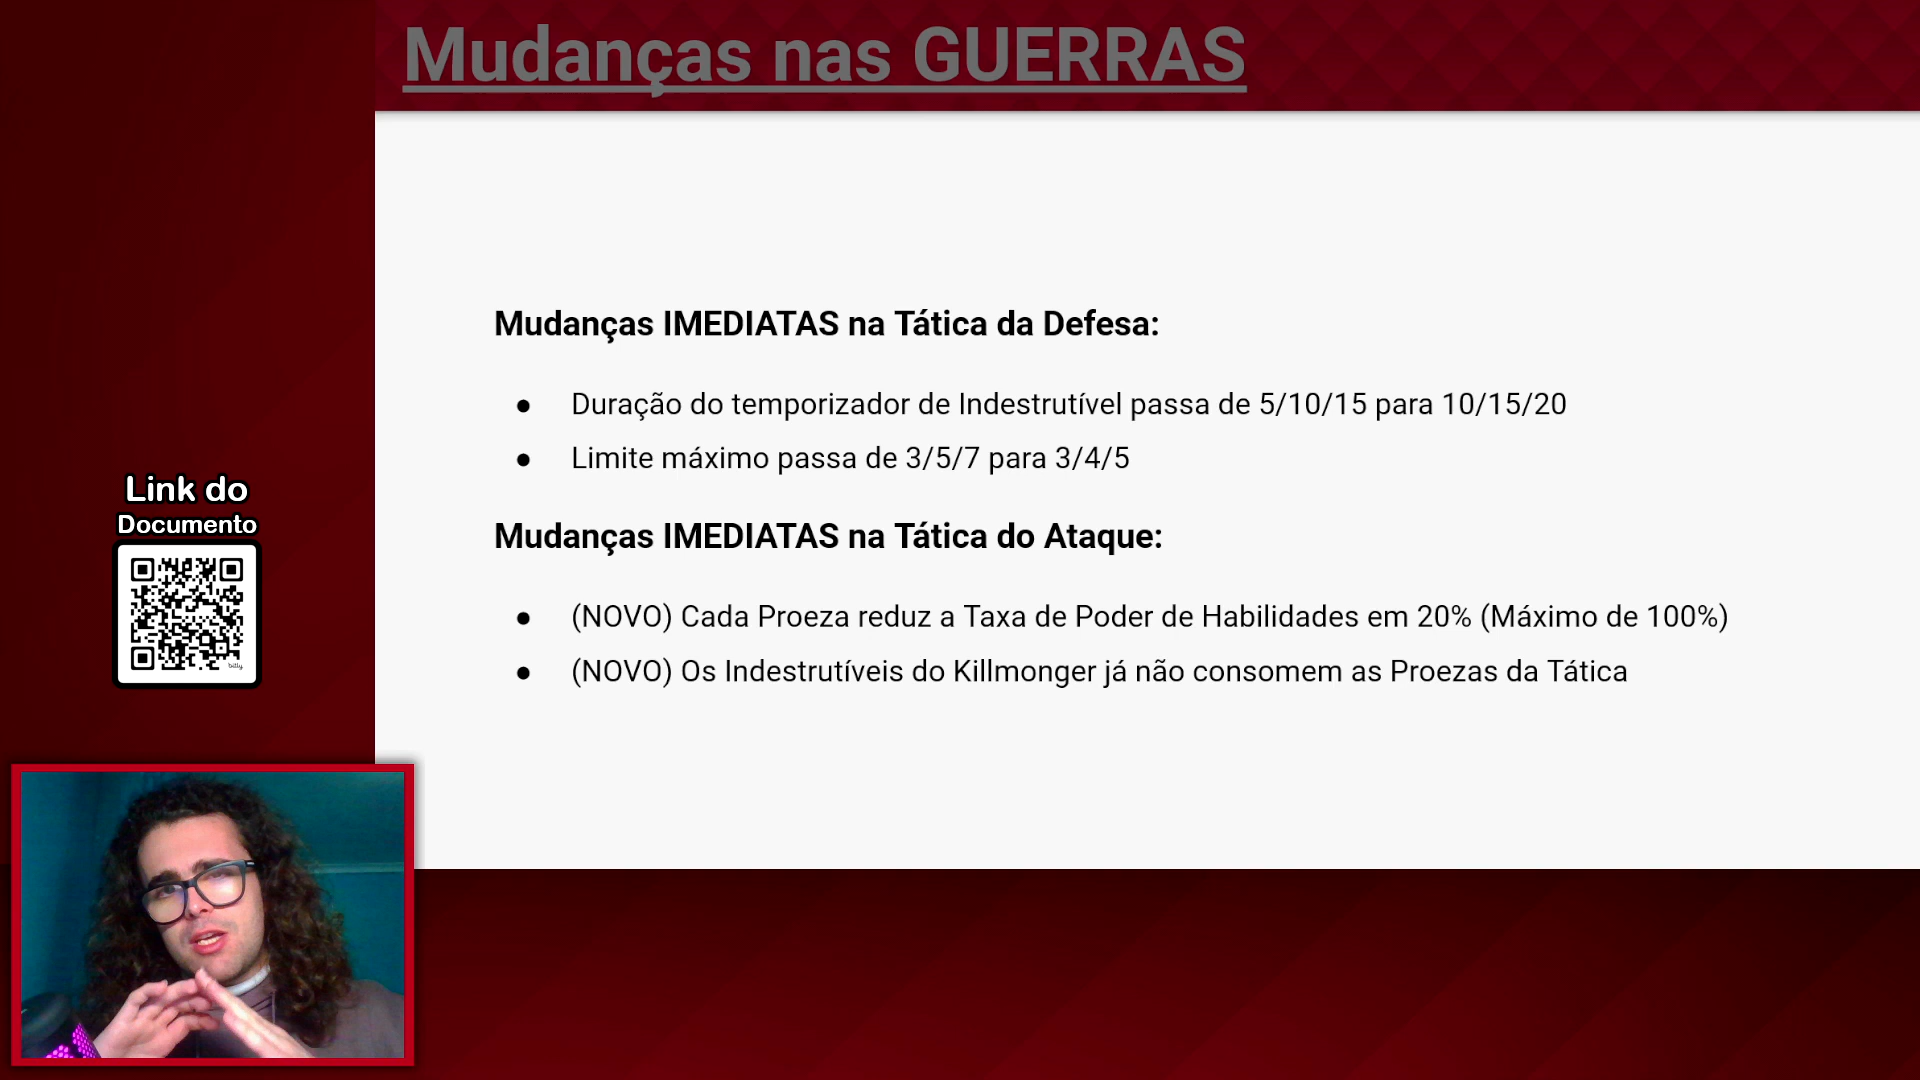 Mudanças nas GUERRAS
Mudanças IMEDIATAS na Tática da Defesa:
● Duração do temporizador de Indestrutível passa de 5/10/15 para 10/15/20
● Limite máximo passa de 3/5/7 para 3/4/5
Mudanças IMEDIATAS na Tática do Ataque:
● (NOVO) Cada Proeza reduz a Taxa de Poder de Habilidades em 20% (Máximo de 100%)
● (NOVO) Os Indestrutíveis do Killmonger já não consomem as Proezas da Tática
Link do
Documento
bitly